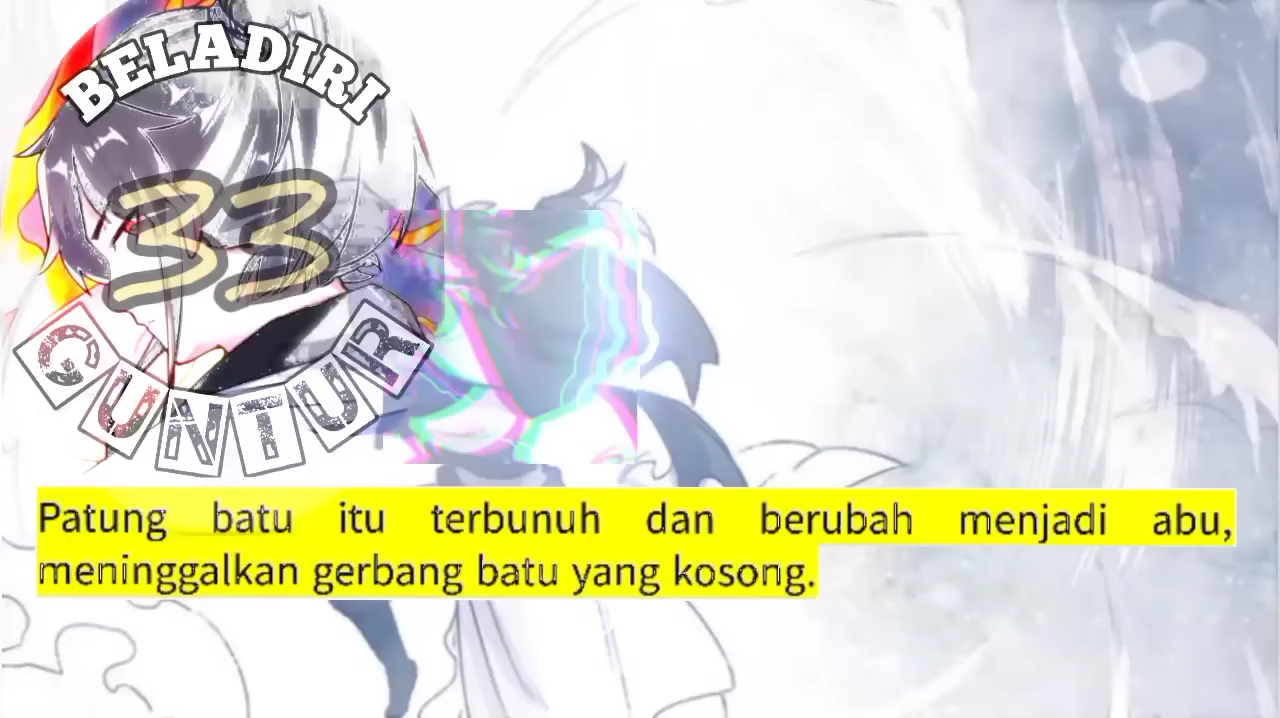 BELADIRI
33
GUNTUR
Patung batu itu terbunuh dan berubah menjadi abu,
meninggalkan gerbang batu yang kosong.